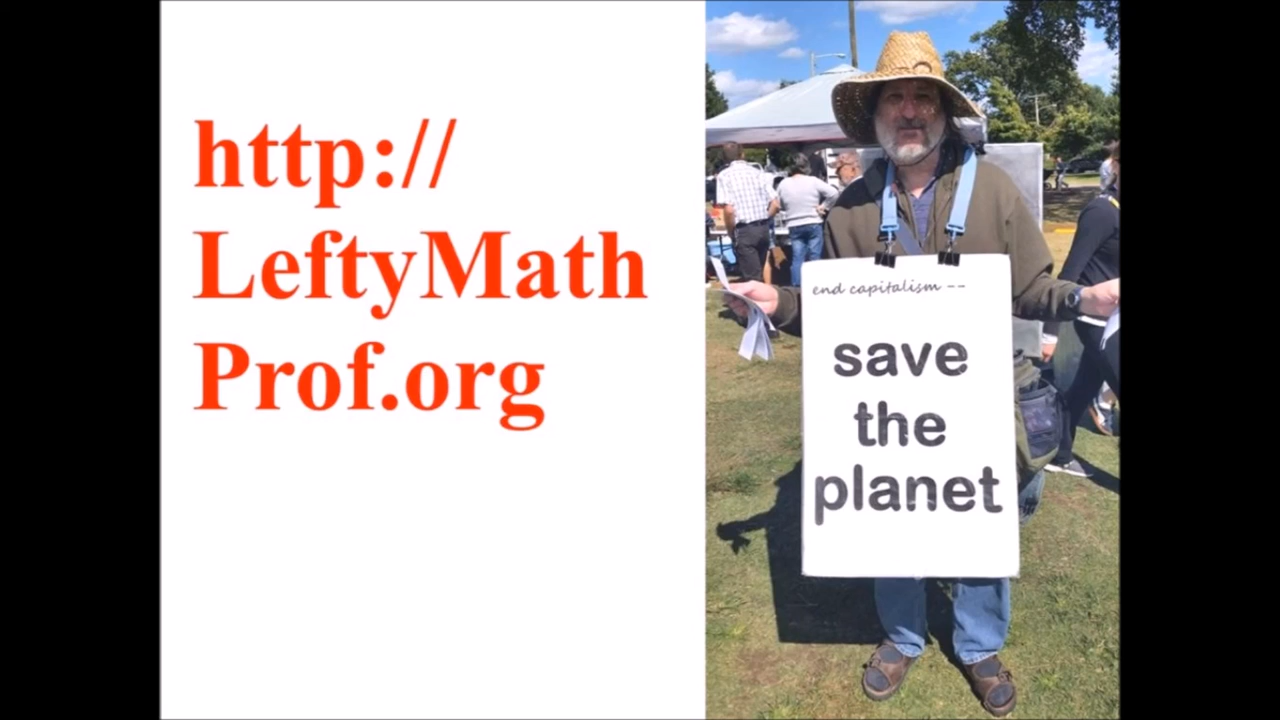 http://
LeftyMath
Prof.org
end capitalism --
save
the
planet